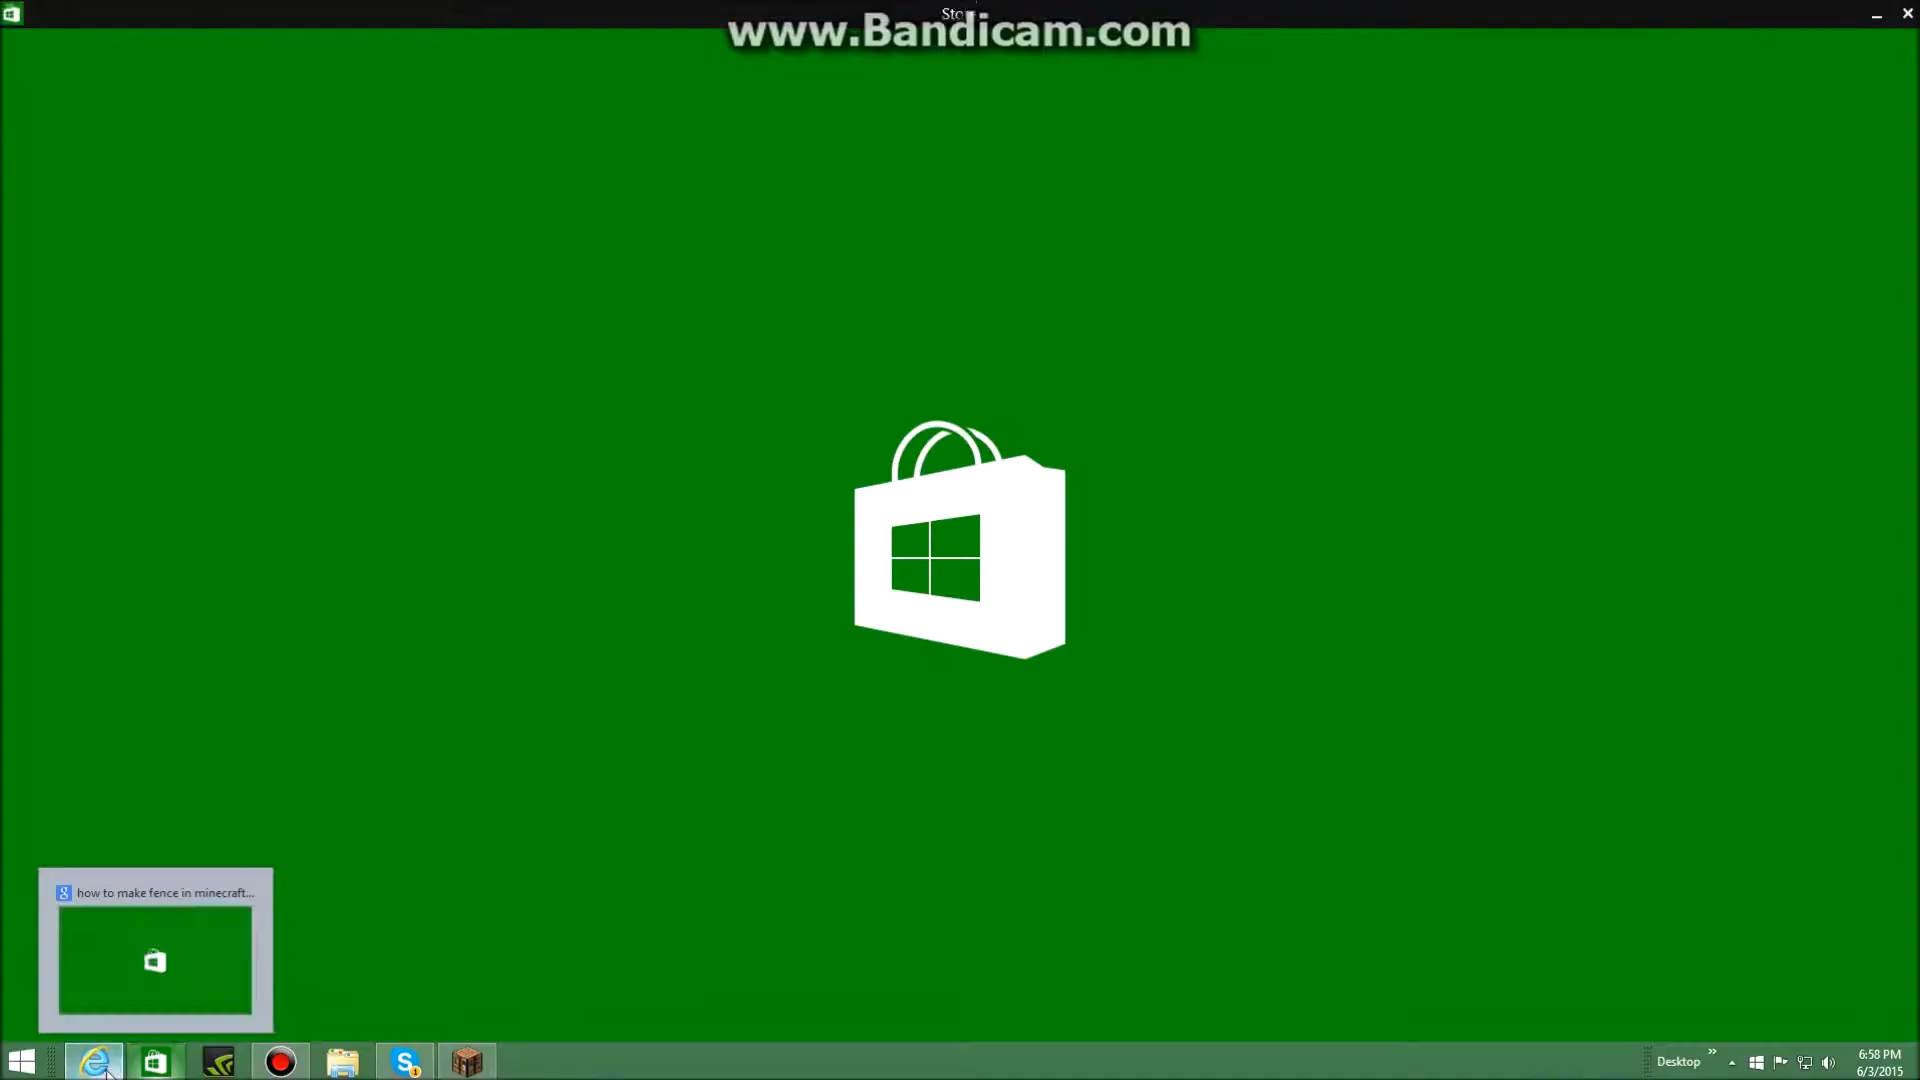 www.Bandicam.com
how to make fence in minecraft...
Desktop
6:58 PM
6/3/2015